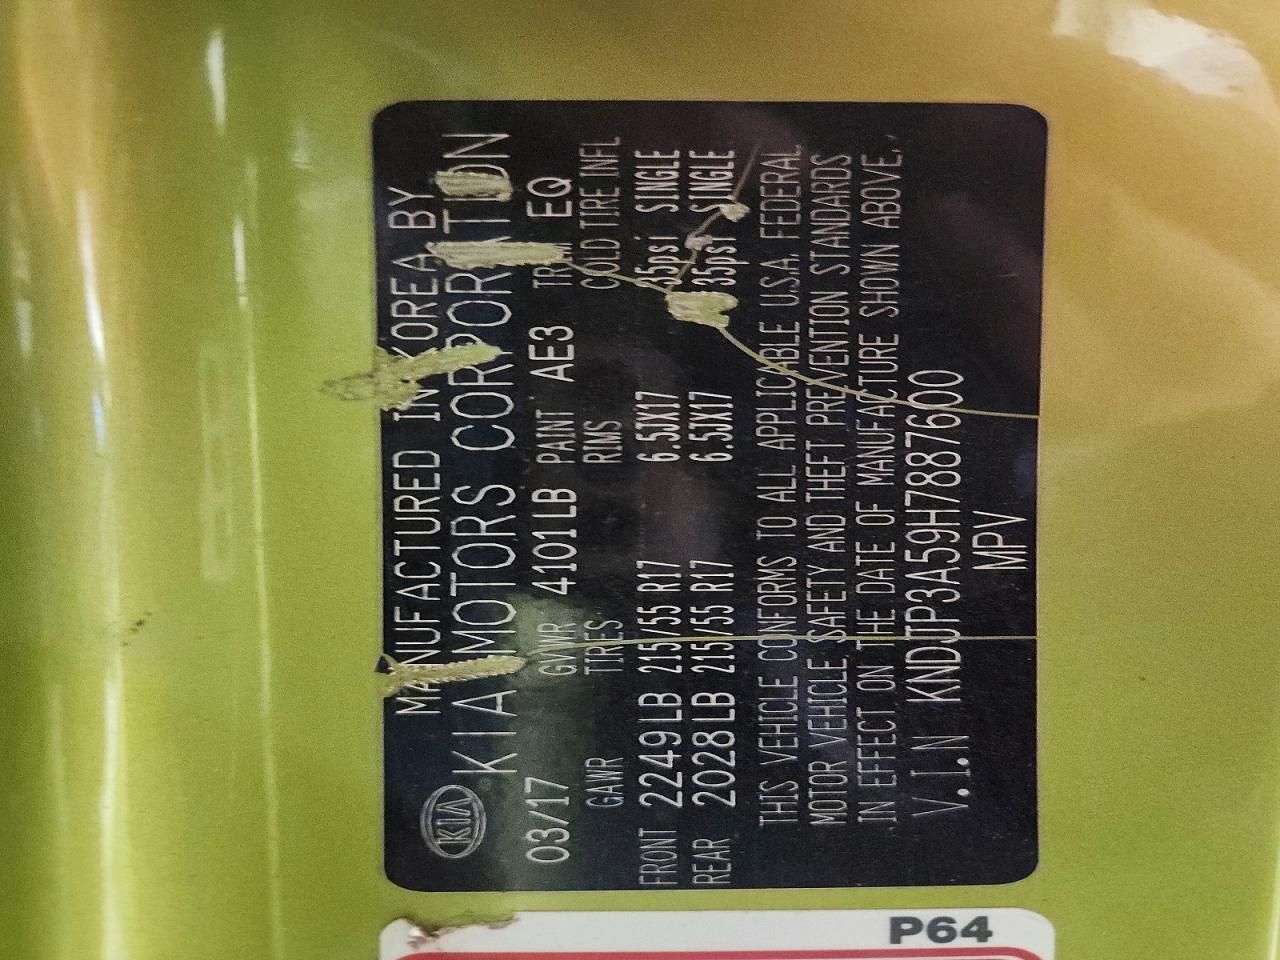 KIA
MANUFACTURED IN KOREA BY
KIA MOTORS CORPORATION
03/17 GVWR 4101LB PAINT AE3 TRIM EQ
GAWR TIRES RIMS COLD TIRE INFL
FRONT 2249LB 215/55 R17 6.5JX17 35psi SINGLE
REAR 2028LB 215/55 R17 6.5JX17 35psi SINGLE
THIS VEHICLE CONFORMS TO ALL APPLICABLE U.S.A. FEDERAL
MOTOR VEHICLE SAFETY AND THEFT PREVENTION STANDARDS
IN EFFECT ON THE DATE OF MANUFACTURE SHOWN ABOVE.
V.I.N KNDJP3A59H7887600
MPV
P64